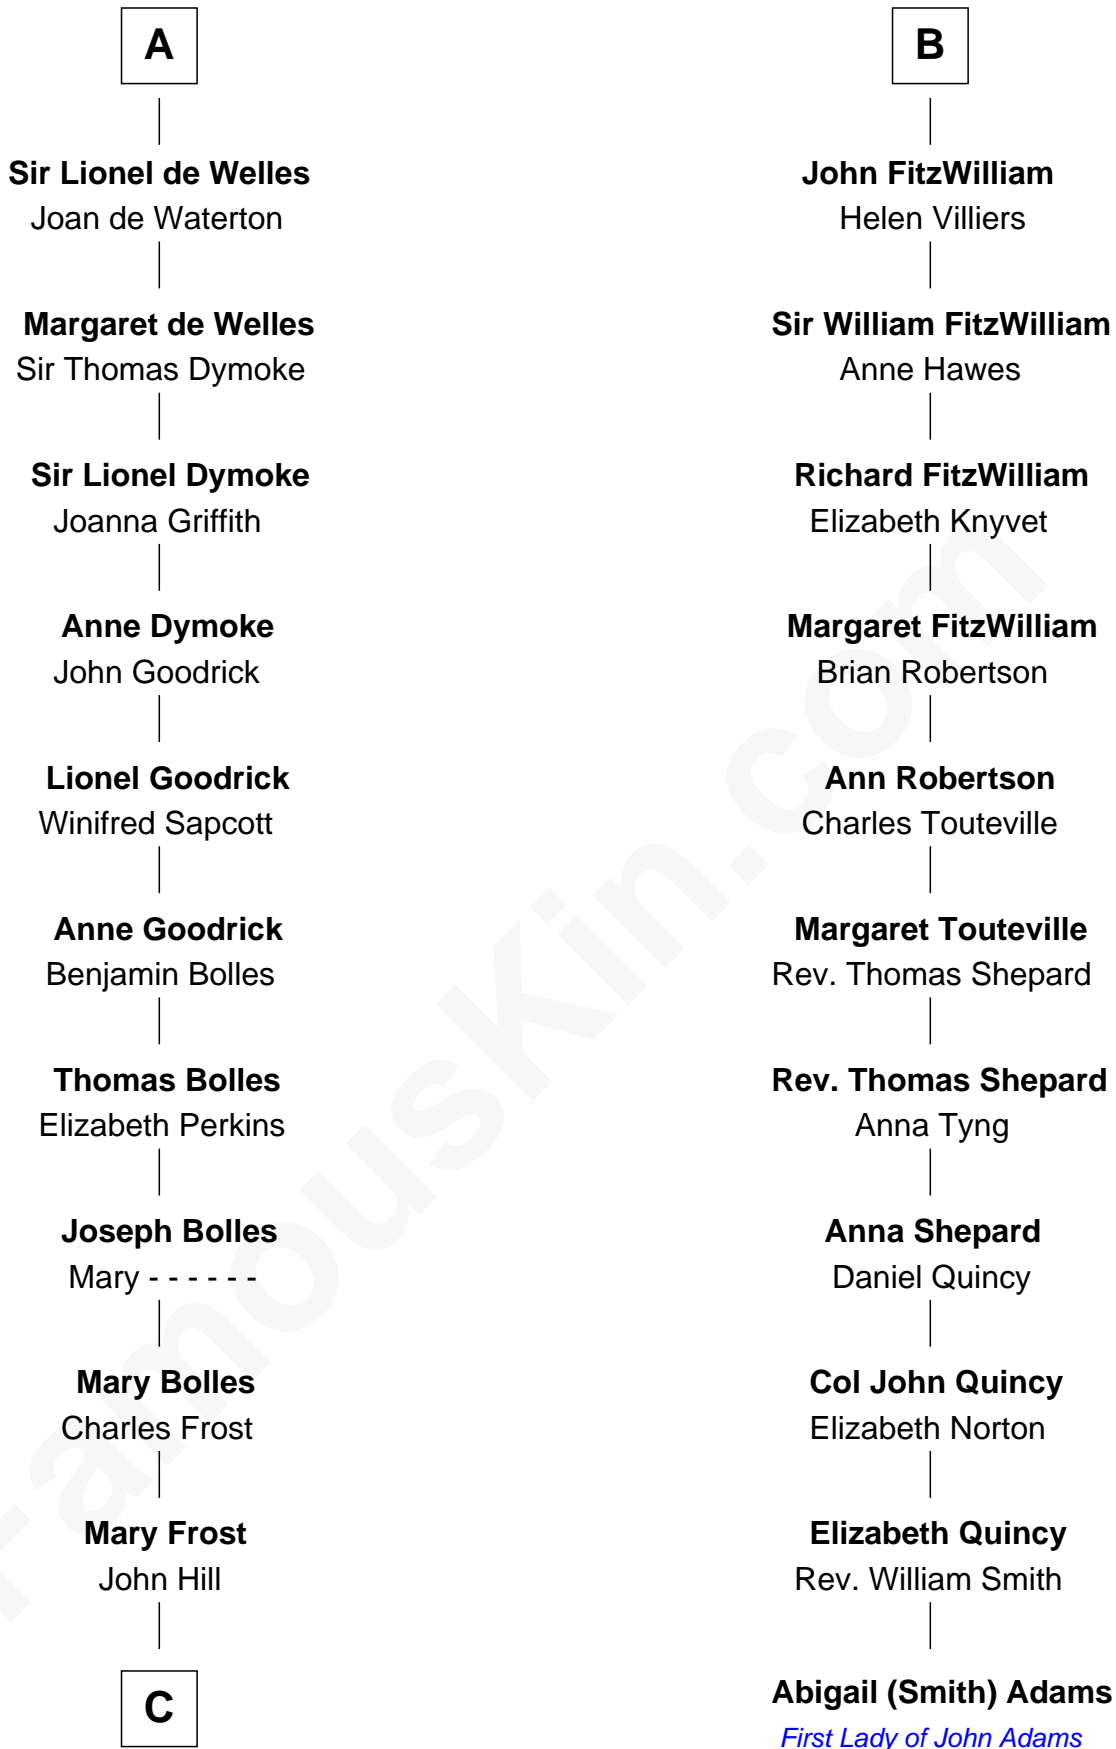 A
Sir Lionel de Welles
Joan de Waterton
Margaret de Welles
Sir Thomas Dymoke
Sir Lionel Dymoke
Joanna Griffith
Anne Dymoke
John Goodrick
Lionel Goodrick
Winifred Sapcott
Anne Goodrick
Benjamin Bolles
Thomas Bolles
Elizabeth Perkins
Joseph Bolles
Mary - - - - - -
Mary Bolles
Charles Frost
Mary Frost
John Hill
C
B
John FitzWilliam
Helen Villiers
Sir William FitzWilliam
Anne Hawes
Richard FitzWilliam
Elizabeth Knyvet
Margaret FitzWilliam
Brian Robertson
Ann Robertson
Charles Touteville
Margaret Touteville
Rev. Thomas Shepard
Rev. Thomas Shepard
Anna Tyng
Anna Shepard
Daniel Quincy
Col John Quincy
Elizabeth Norton
Elizabeth Quincy
Rev. William Smith
Abigail (Smith) Adams
First Lady of John Adams
FamousKin.com